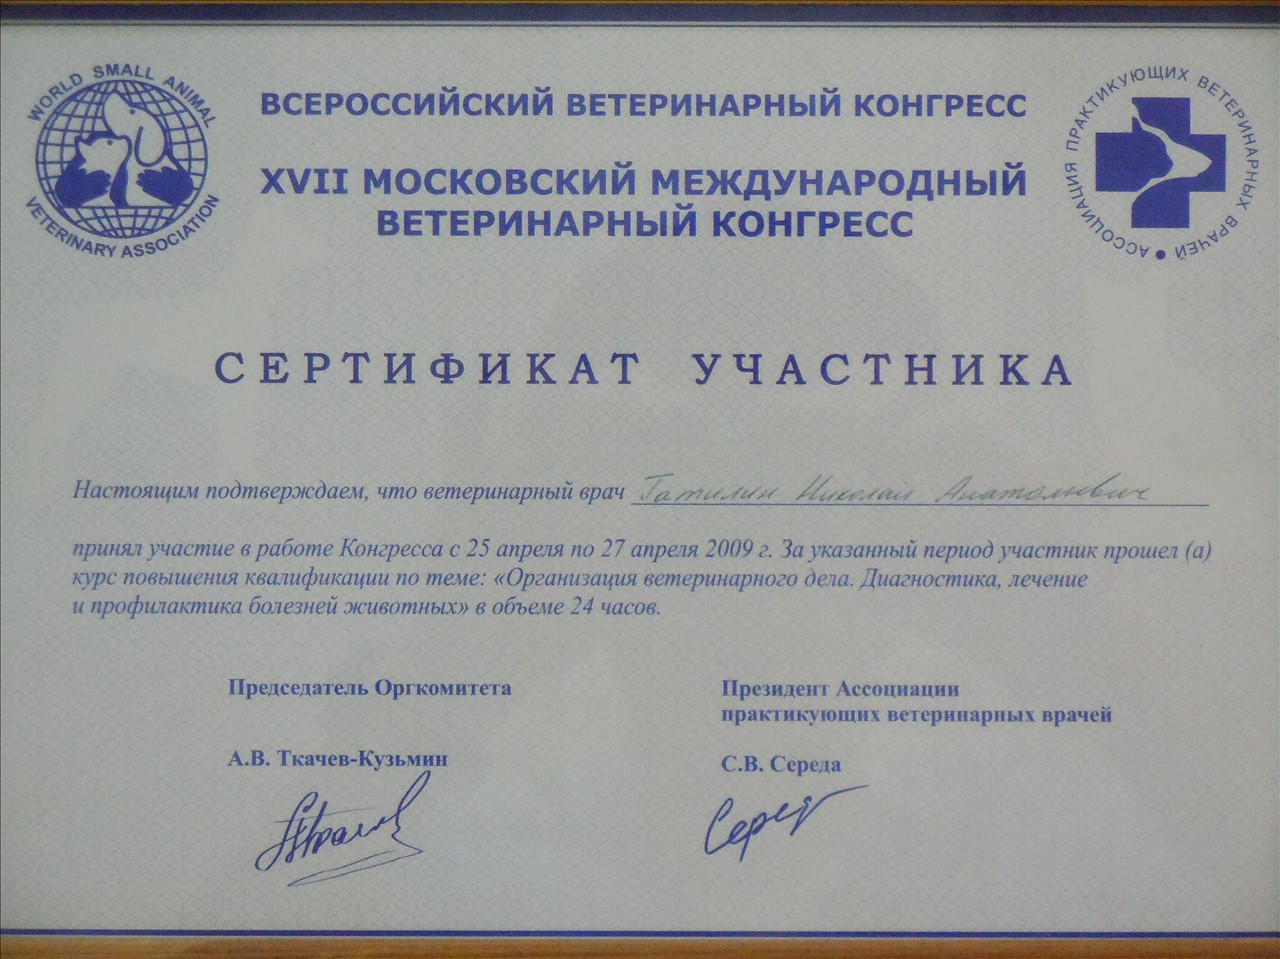 WORLD SMALL ANIMAL
VETERINARY ASSOCIATION
ВСЕРОССИЙСКИЙ ВЕТЕРИНАРНЫЙ КОНГРЕСС
XVII МОСКОВСКИЙ МЕЖДУНАРОДНЫЙ
ВЕТЕРИНАРНЫЙ КОНГРЕСС
АССОЦИАЦИЯ ПРАКТИКУЮЩИХ ВЕТЕРИНАРНЫХ ВРАЧЕЙ •
СЕРТИФИКАТ УЧАСТНИКА
Настоящим подтверждаем, что ветеринарный врач Гатилин Николай Анатольевич
принял участие в работе Конгресса с 25 апреля по 27 апреля 2009 г. За указанный период участник прошел (а)
курс повышения квалификации по теме: «Организация ветеринарного дела. Диагностика, лечение
и профилактика болезней животных» в объеме 24 часов.
Председатель Оргкомитета
А.В. Ткачев-Кузьмин
Президент Ассоциации
практикующих ветеринарных врачей
С.В. Середа